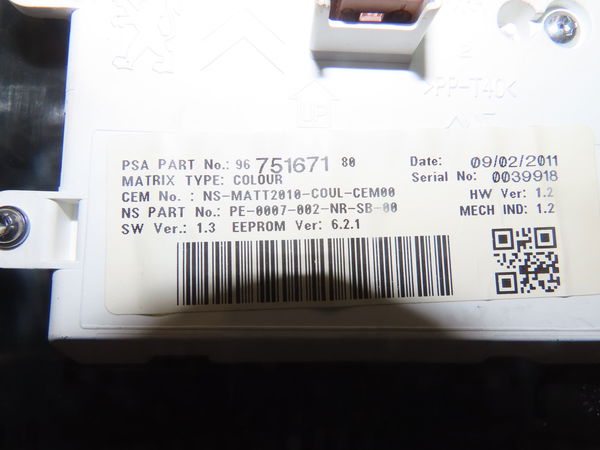 UP
>PP-T40<
PSA PART No.: 96 751671 80 Date: 09/02/2011
MATRIX TYPE: COLOUR Serial No: 0039918
CEM No. : NS-MATT2010-COUL-CEM00 HW Ver: 1.2
NS PART No.: PE-0007-002-NR-SB-00 MECH IND: 1.2
SW Ver.: 1.3 EEPROM Ver: 6.2.1